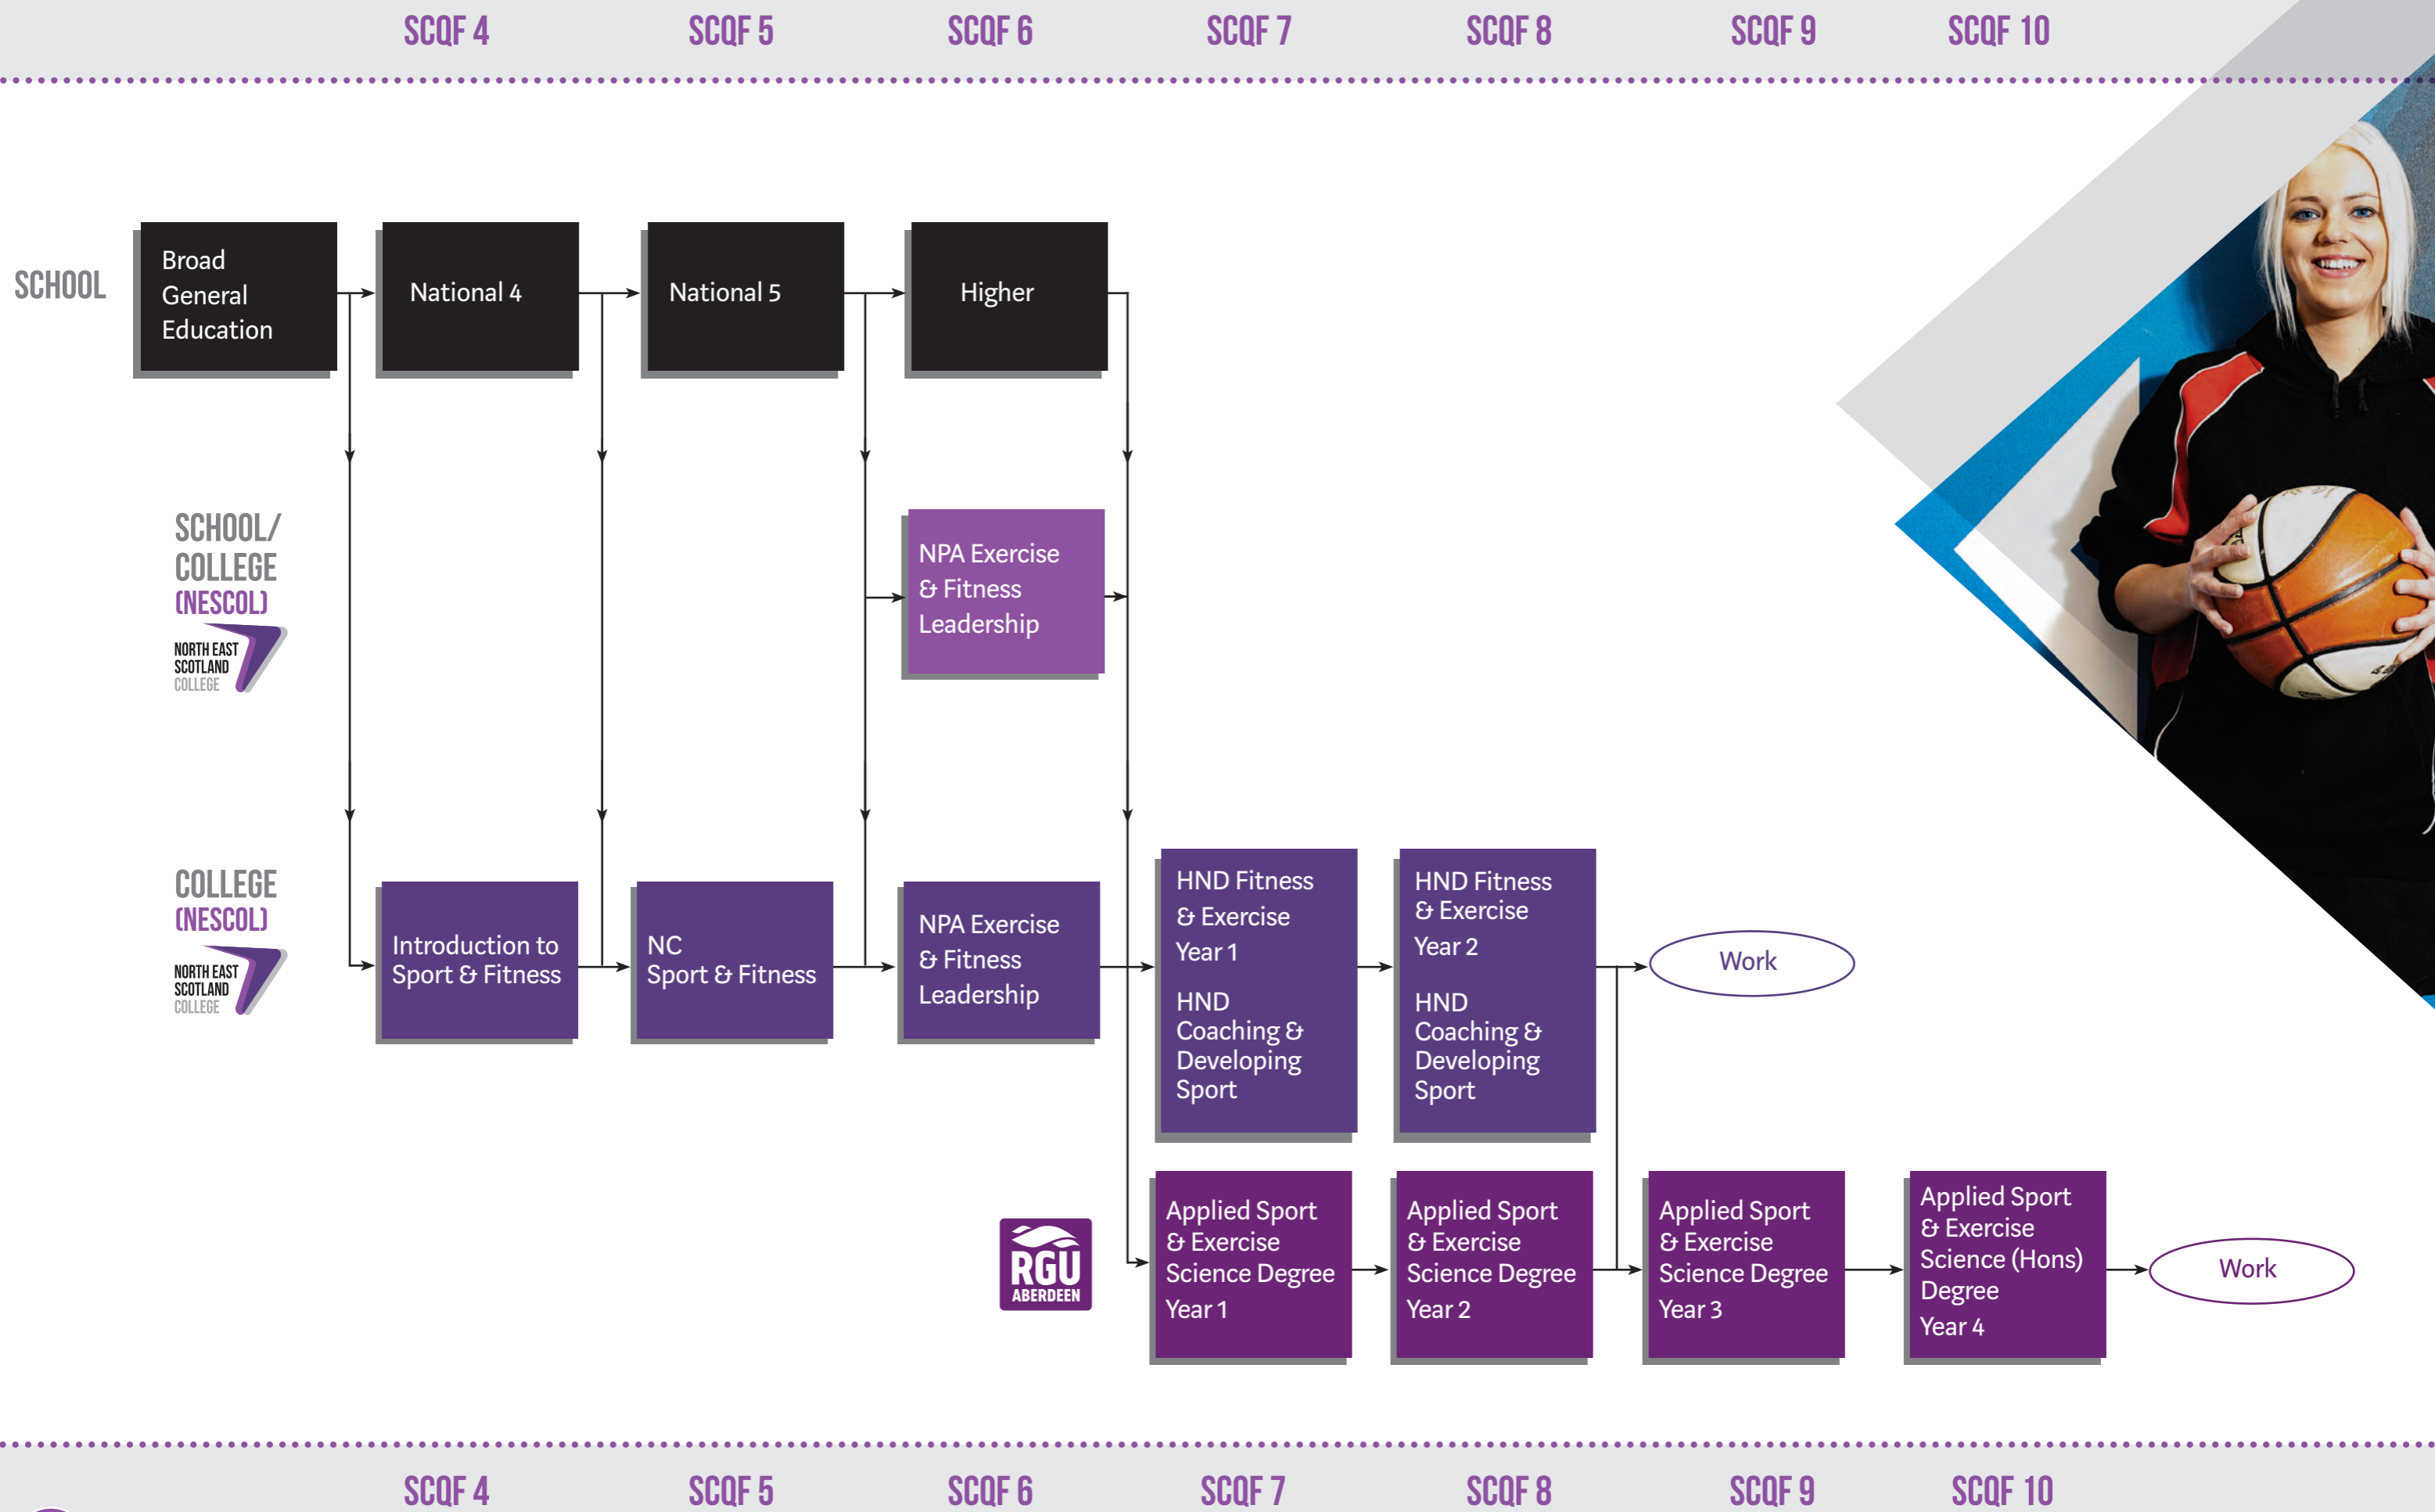 SCQF 4
SCQF 5
SCQF 6
SCQF 7
SCQF 8
SCQF 9
SCQF 10
SCHOOL
Broad
General
Education
National 4
National 5
Higher
SCHOOL/
COLLEGE
(NESCOL)
NORTH EAST
SCOTLAND
COLLEGE
NPA Exercise
& Fitness
Leadership
COLLEGE
(NESCOL)
NORTH EAST
SCOTLAND
COLLEGE
Introduction to
Sport & Fitness
NC
Sport & Fitness
NPA Exercise
& Fitness
Leadership
HND Fitness
& Exercise
Year 1
HND
Coaching &
Developing
Sport
HND Fitness
& Exercise
Year 2
HND
Coaching &
Developing
Sport
Work
RGU
ABERDEEN
Applied Sport
& Exercise
Science Degree
Year 1
Applied Sport
& Exercise
Science Degree
Year 2
Applied Sport
& Exercise
Science Degree
Year 3
Applied Sport
& Exercise
Science (Hons)
Degree
Year 4
Work
SCQF 4
SCQF 5
SCQF 6
SCQF 7
SCQF 8
SCQF 9
SCQF 10